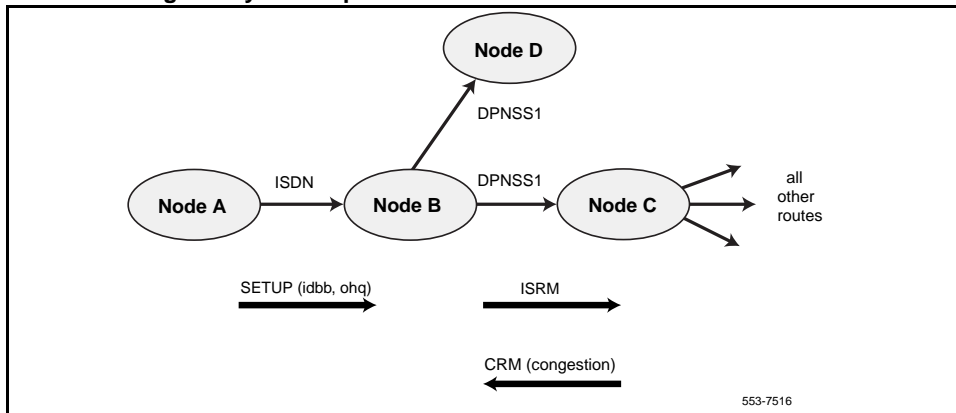 Node D
DPNSS1
ISDN
DPNSS1
Node A
Node B
Node C
all
other
routes
SETUP (idbb, ohq)
ISRM
CRM (congestion)
553-7516